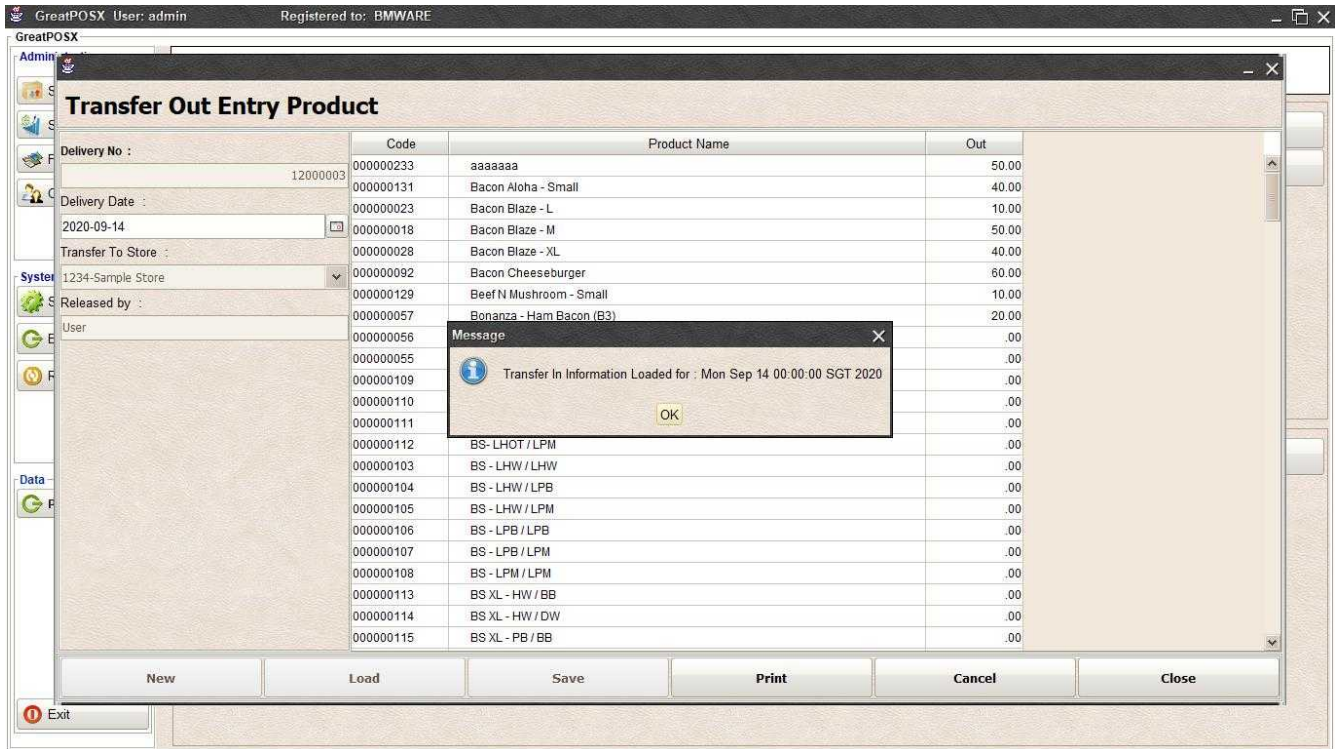 GreatPOSX User: admin Registered to: BMWARE
GreatPOSX
Transfer Out Entry Product
Delivery No :
12000003
Delivery Date :
2020-09-14
Transfer To Store :
1234-Sample Store
Released by :
User
Code Product Name Out
000000233 aaaaaaa 50.00
000000131 Bacon Aloha - Small 40.00
000000023 Bacon Blaze - L 10.00
000000018 Bacon Blaze - M 50.00
000000028 Bacon Blaze - XL 40.00
000000092 Bacon Cheeseburger 60.00
000000129 Beef N Mushroom - Small 10.00
000000057 Bonanza - Ham Bacon (B3) 20.00
000000056 .00
000000055 .00
000000109 .00
000000110 .00
000000111 .00
000000112 BS- LHOT / LPM .00
000000103 BS - LHW / LHW .00
000000104 BS - LHW / LPB .00
000000105 BS - LHW / LPM .00
000000106 BS - LPB / LPB .00
000000107 BS - LPB / LPM .00
000000108 BS - LPM / LPM .00
000000113 BS XL - HW / BB .00
000000114 BS XL - HW / DW .00
000000115 BS XL - PB / BB .00
Message
Transfer In Information Loaded for : Mon Sep 14 00:00:00 SGT 2020
OK
New Load Save Print Cancel Close
Data
Exit